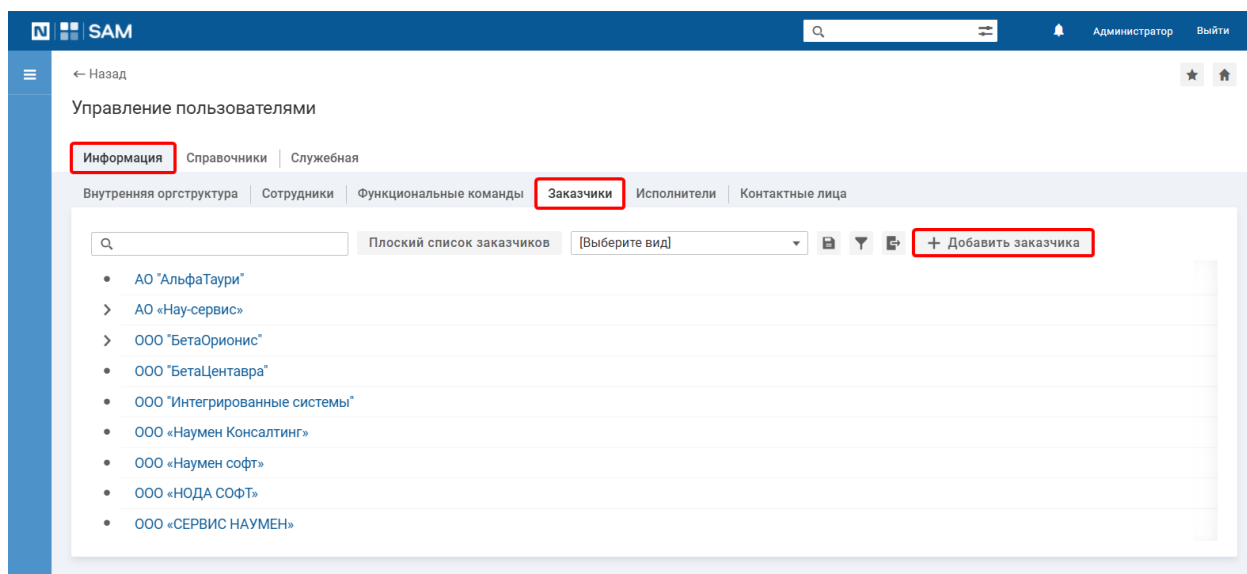 N SAM Администратор Выйти
← Назад
Управление пользователями
Информация Справочники Служебная
Внутренняя оргструктура Сотрудники Функциональные команды Заказчики Исполнители Контактные лица
Плоский список заказчиков [Выберите вид] + Добавить заказчика
АО "АльфаТаури"
АО «Нау-сервис»
ООО "БетаОрионис"
ООО "БетаЦентавра"
ООО "Интегрированные системы"
ООО «Наумен Консалтинг»
ООО «Наумен софт»
ООО «НОДА СОФТ»
ООО «СЕРВИС НАУМЕН»